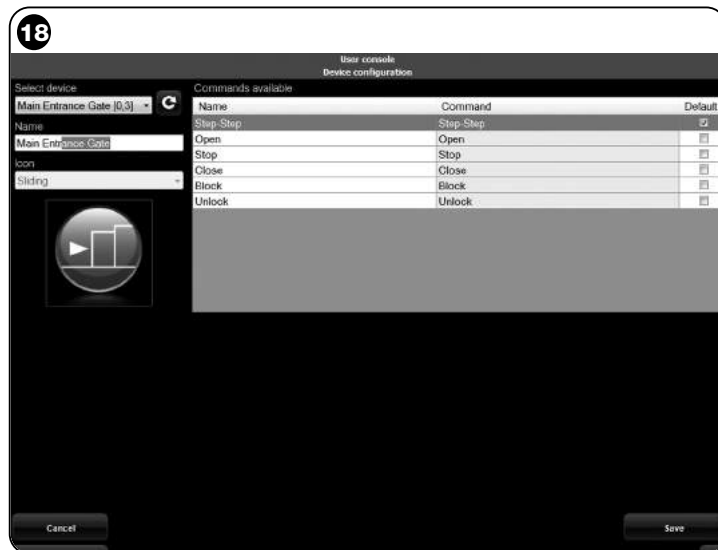 18
User console
Device configuration
Select device
Main Entrance Gate [0,3]
Name
Main Entrance Gate
Icon
Sliding
Commands available
Name Command Default
Step-Step Step-Step
Open Open
Stop Stop
Close Close
Block Block
Unlock Unlock
Cancel Save